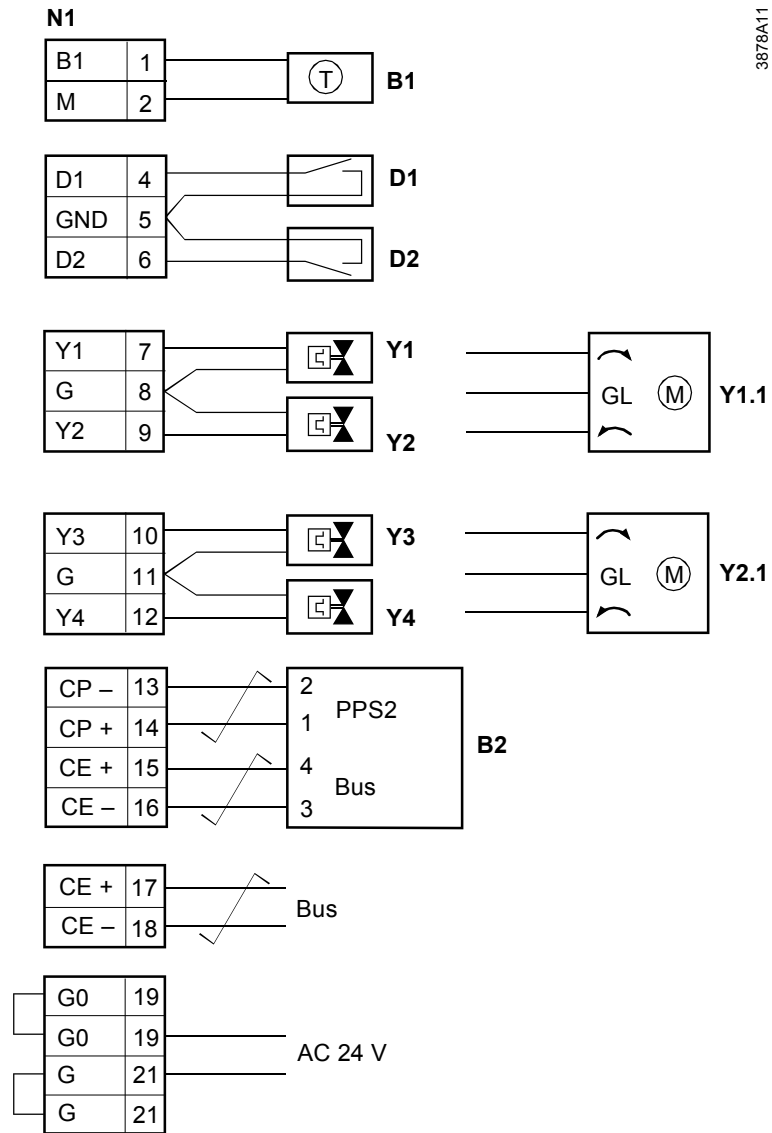 N1
3878A11
B1 1
M 2
T
B1
D1 4
GND 5
D2 6
D1
D2
Y1 7
G 8
Y2 9
Y1
Y2
GL M
Y1.1
Y3 10
G 11
Y4 12
Y3
Y4
GL M
Y2.1
CP – 13
CP + 14
CE + 15
CE – 16
2
1
PPS2
4
3
Bus
B2
CE + 17
CE – 18
Bus
G0 19
G0 19
G 21
G 21
AC 24 V